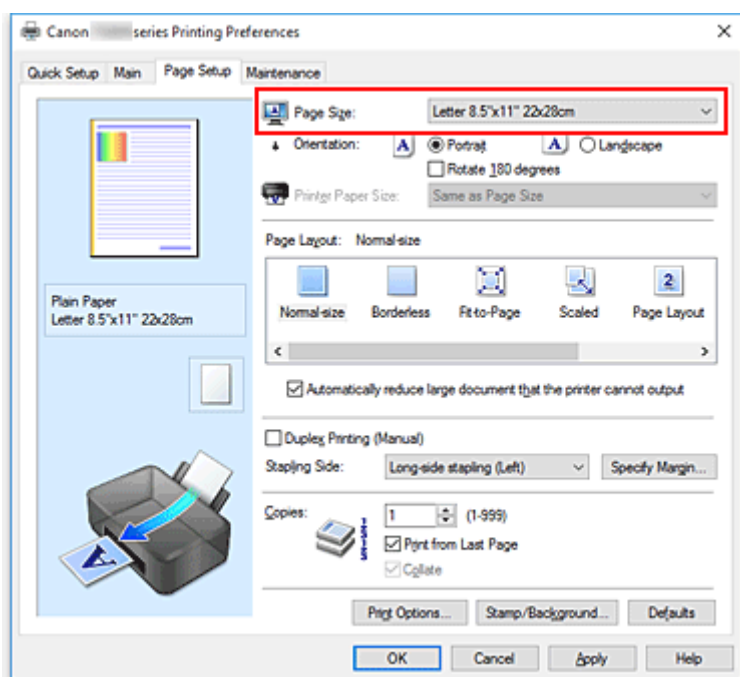 Canon series Printing Preferences
Quick Setup Main Page Setup Maintenance
Page Size: Letter 8.5"x11" 22x28cm
Orientation: A Portrait A Landscape
Rotate 180 degrees
Printer Paper Size: Same as Page Size
Page Layout: Normal-size
Normal-size Borderless Fit-to-Page Scaled Page Layout
Plain Paper
Letter 8.5"x11" 22x28cm
Automatically reduce large document that the printer cannot output
Duplex Printing (Manual)
Stapling Side: Long-side stapling (Left) Specify Margin...
Copies: 1 (1-999)
Print from Last Page
Collate
Print Options... Stamp/Background... Defaults
OK Cancel Apply Help